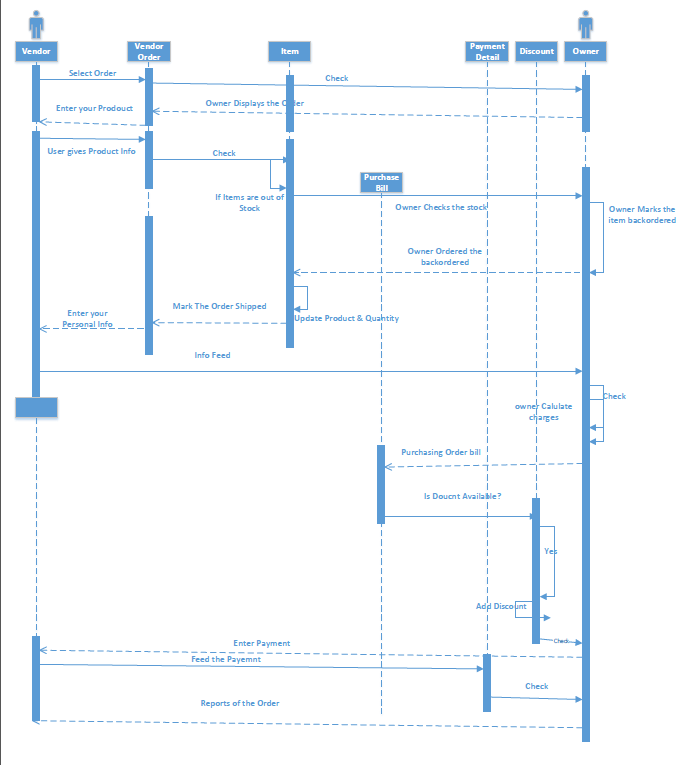 Vendor
Vendor
Order
Item
Payment
Detail
Discount
Owner
Select Order
Check
Owner Displays the Order
Enter your Prodouct
User gives Product Info
Check
Purchase
Bill
If Items are out of
Stock
Owner Checks the stock
Owner Marks the
item backordered
Owner Ordered the
backordered
Mark The Order Shipped
Enter your
Personal Info
Update Product & Quantity
Info Feed
Check
owner Calulate
charges
Purchasing Order bill
Is Doucnt Available?
Yes
Add Discount
Check
Enter Payment
Feed the Payemnt
Check
Reports of the Order